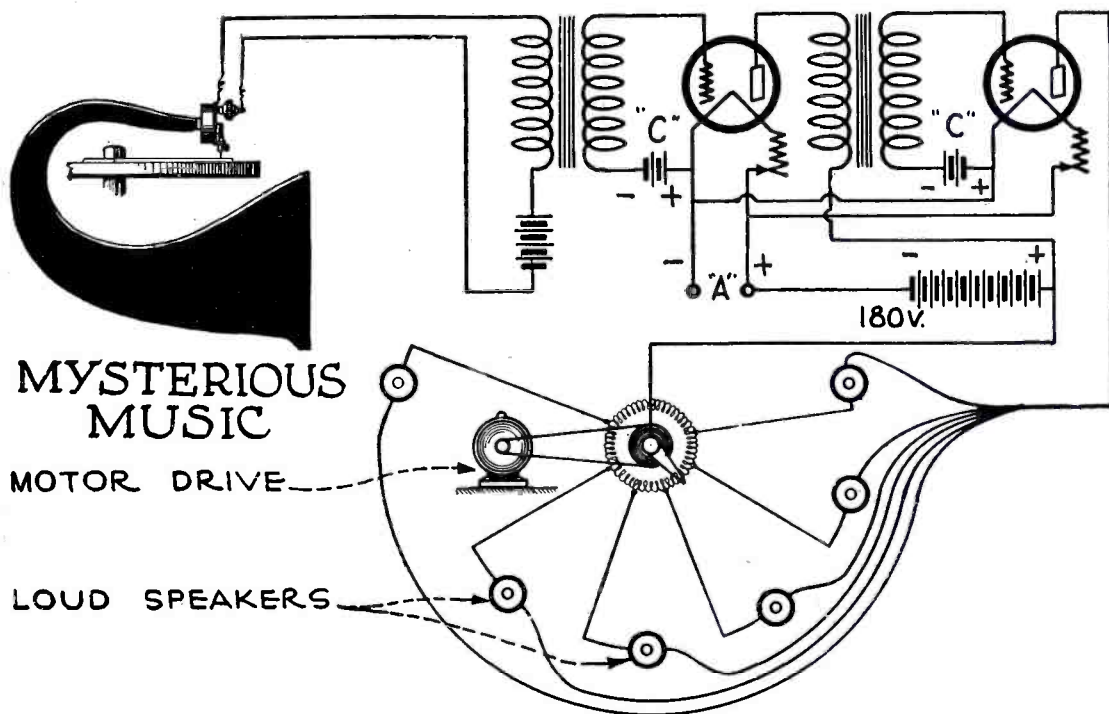 "C"
"C"
- +
- +
- "A" +
- +
180V.
MYSTERIOUS
MUSIC
MOTOR DRIVE
LOUD SPEAKERS